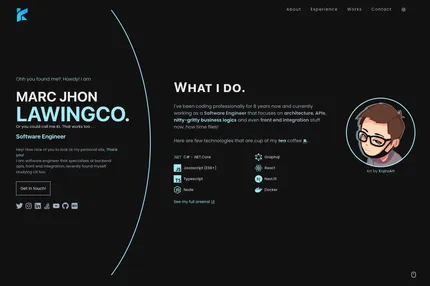 About Experience Works Contact
Ohh you found me!! Howdy! I am
MARC JHON
LAWINGCO.
Or you could call me KL. That works too
Software Engineer
Hey! How nice of you to look at my personal site, Thank
you!
I am software engineer that specializes at backend
apis, front end integration, recently found myself
studying UX too.
Get in touch!
WHAT I DO.
I've been coding professionally for 8 years now and currently
working as a Software Engineer that focuses on architecture, APIs,
nitty-gritty business logics and even front end integration stuff
now, how time flies!
Here are few technologies that are cup of my tea coffee
.NET C# - .NET Core
GraphQl
JS Javascript (ES6+)
React
TS Typescript
NextJS
Node
Docker
See my full arsenal
Art by